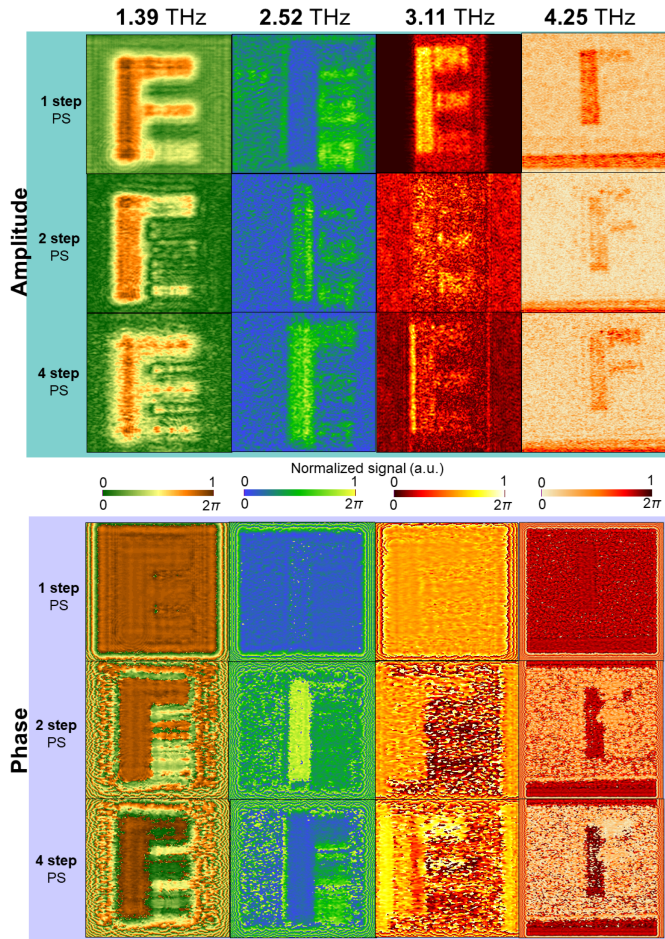 1.39 THz 2.52 THz 3.11 THz 4.25 THz
Amplitude
1 step
PS
2 step
PS
4 step
PS
Normalized signal (a.u.)
0 1 0 1 0 1 0 1
0 2π 0 2π 0 2π 0 2π
Phase
1 step
PS
2 step
PS
4 step
PS